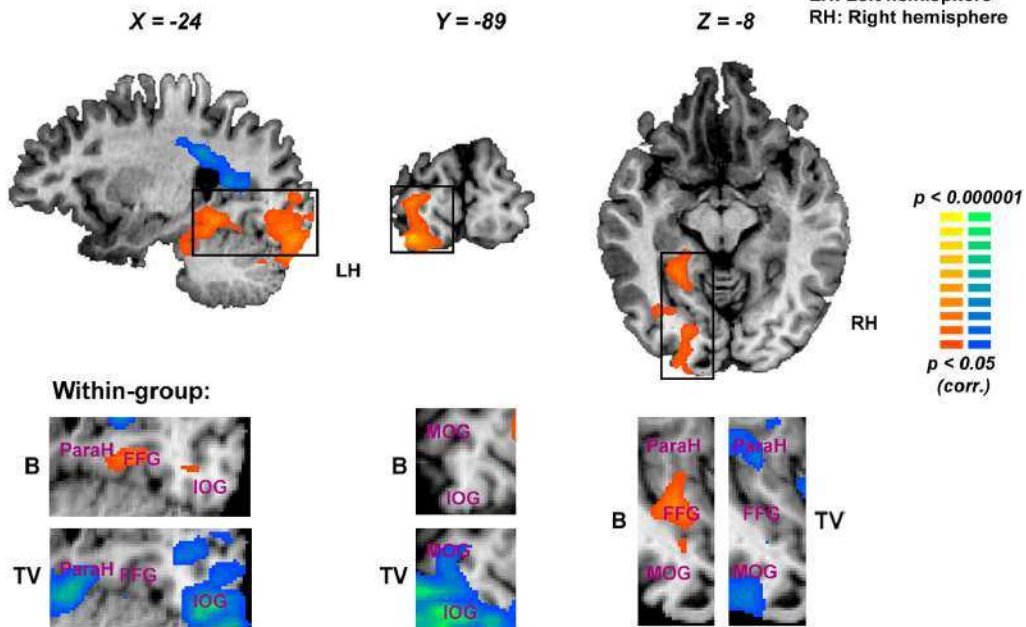 X = -24
Y = -89
Z = -8
RH: Right hemisphere
p < 0.000001
LH
RH
p < 0.05
(corr.)
Within-group:
B
ParaH
FFG
IOG
TV
ParaH
FFG
IOG
B
MOG
IOG
TV
MOG
IOG
B
ParaH
FFG
MOG
ParaH
FFG
MOG
TV